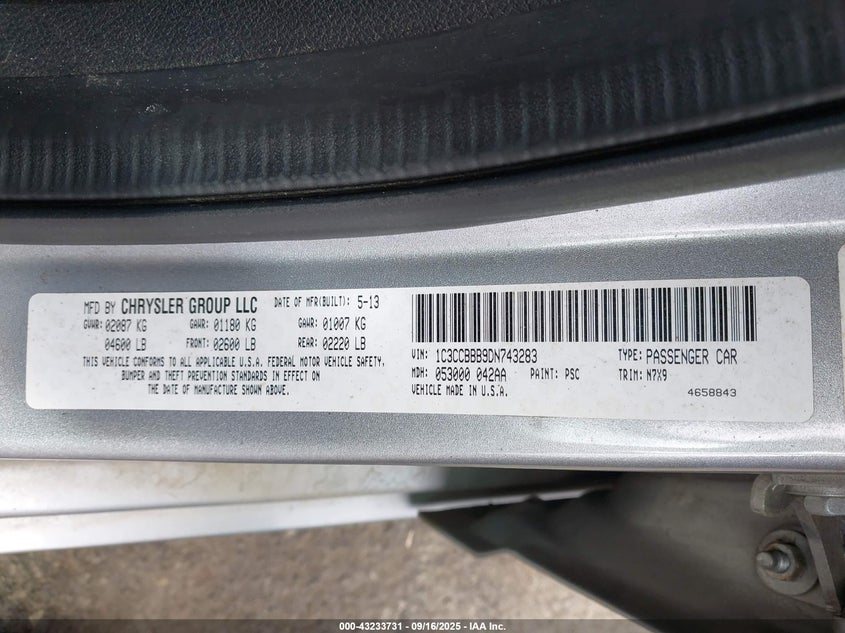 MFD BY CHRYSLER GROUP LLC DATE OF MFR(BUILT): 5-13
GVWR: 02087 KG GAWR: 01180 KG GAWR: 01007 KG
04600 LB FRONT: 02600 LB REAR: 02220 LB
THIS VEHICLE CONFORMS TO APPLICABLE U.S.A. FEDERAL MOTOR VEHICLE SAFETY,
BUMPER AND THEFT PREVENTION STANDARDS IN EFFECT ON
THE DATE OF MANUFACTURE SHOWN ABOVE.
VIN: 1C3CCBBB9DN743283 TYPE: PASSENGER CAR
MDH: 053000 042AA PAINT: PSC TRIM: N7X9
VEHICLE MADE IN U.S.A. 4658843
000-43233731 - 09/16/2025 - IAA Inc.